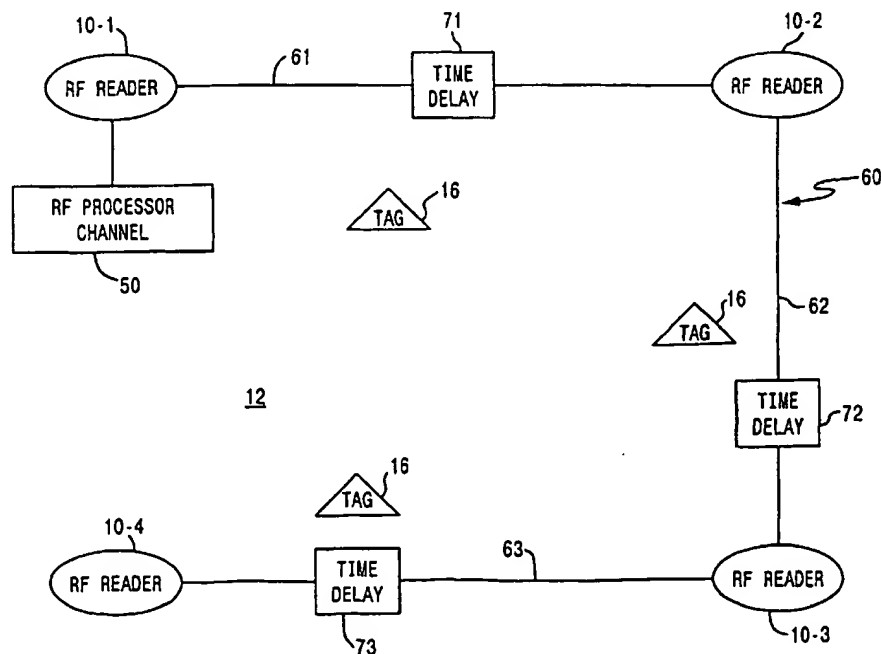 10-1
71
10-2
RF READER
61
TIME DELAY
RF READER
60
RF PROCESSOR
CHANNEL
50
16
TAG
16
TAG
62
12
TIME
DELAY
72
16
TAG
10-4
RF READER
TIME
DELAY
63
RF READER
73
10-3